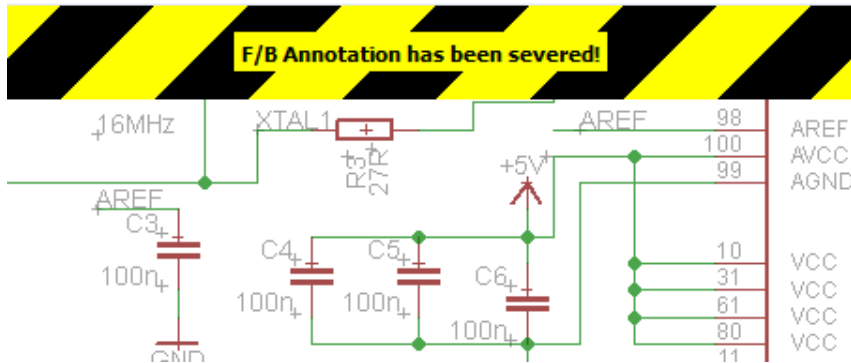 F/B Annotation has been severed!
16MHz
XTAL1
R3
27R
AREF
98
AREF
100
AVCC
99
AGND
+5V
AREF
C3
100n
C4
100n
C5
100n
C6
100n
10
VCC
31
VCC
61
VCC
80
VCC
11
GND